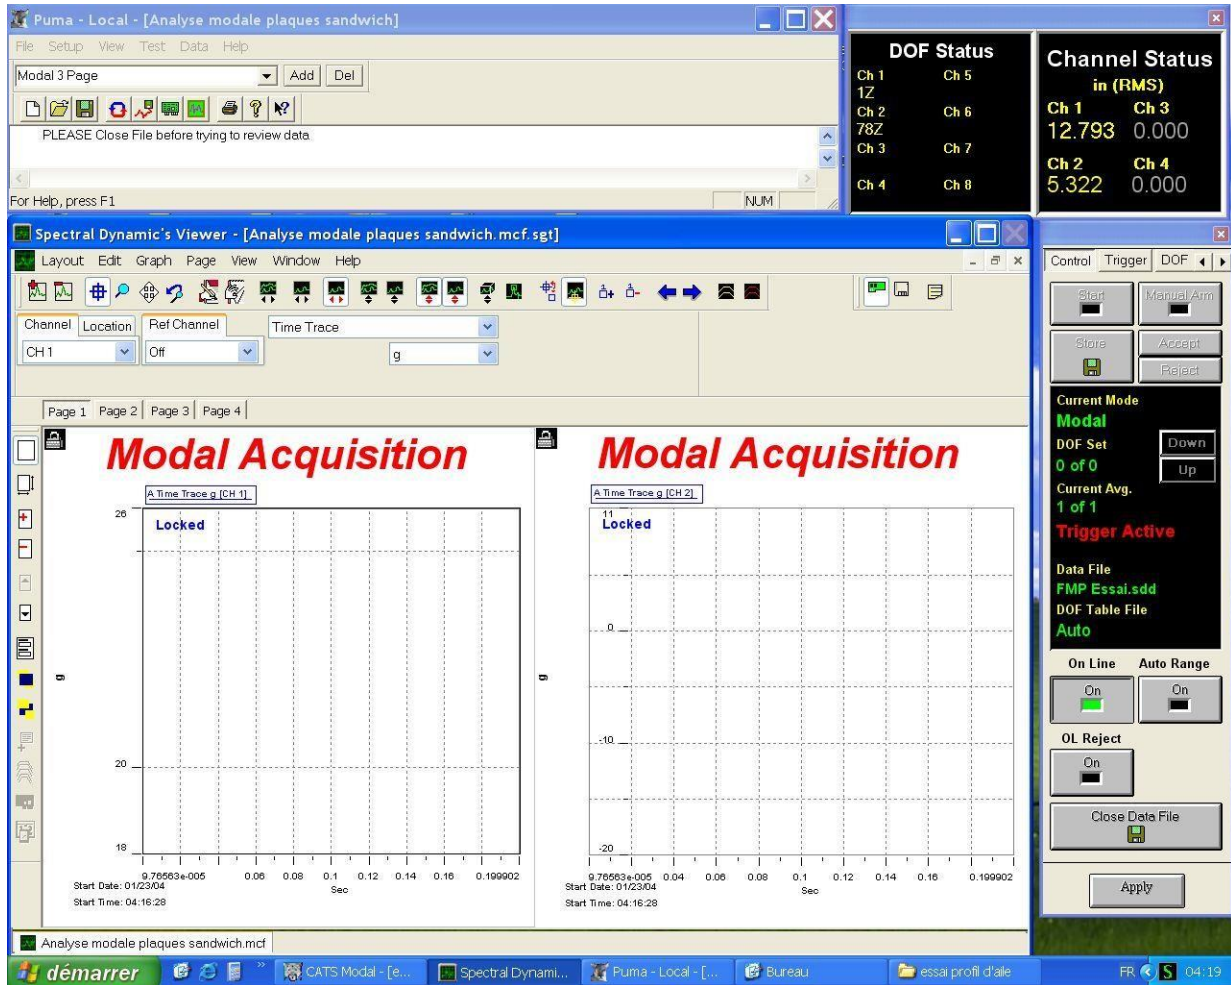 Puma - Local - [Analyse modale plaques sandwich]
File Setup View Test Data Help
Modal 3 Page Add Del
PLEASE Close File before trying to review data
For Help, press F1 NUM
DOF Status
Ch 1 Ch 5
1Z
Ch 2 Ch 6
78Z
Ch 3 Ch 7
Ch 4 Ch 8
Channel Status
in (RMS)
Ch 1 Ch 3
12.793 0.000
Ch 2 Ch 4
5.322 0.000
Spectral Dynamic's Viewer - [Analyse modale plaques sandwich.mcf.sgt]
Layout Edit Graph Page View Window Help
Channel Location Ref Channel Time Trace
CH 1 Off g
Page 1 Page 2 Page 3 Page 4
Modal Acquisition
A Time Trace g [CH 1]
26
Locked
20
18
g
9.76563e-005 0.06 0.08 0.1 0.12 0.14 0.16 0.199902
Sec
Start Date: 01/23/04
Start Time: 04:16:28
Modal Acquisition
A Time Trace g [CH 2]
11
Locked
0
-10
-20
g
9.76563e-005 0.04 0.06 0.08 0.1 0.12 0.14 0.16 0.199902
Sec
Start Date: 01/23/04
Start Time: 04:16:28
Analyse modale plaques sandwich.mcf
Control Trigger DOF
Start Manual Arm
Store Accept
Reject
Current Mode
Modal
DOF Set Down
0 of 0 Up
Current Avg.
1 of 1
Trigger Active
Data File
FMP Essai.sdd
DOF Table File
Auto
On Line Auto Range
On On
OL Reject
On
Close Data File
Apply
démarrer CATS Modal - [e... Spectral Dynami... Puma - Local - [... Bureau essai profil d'aile FR S 04:19